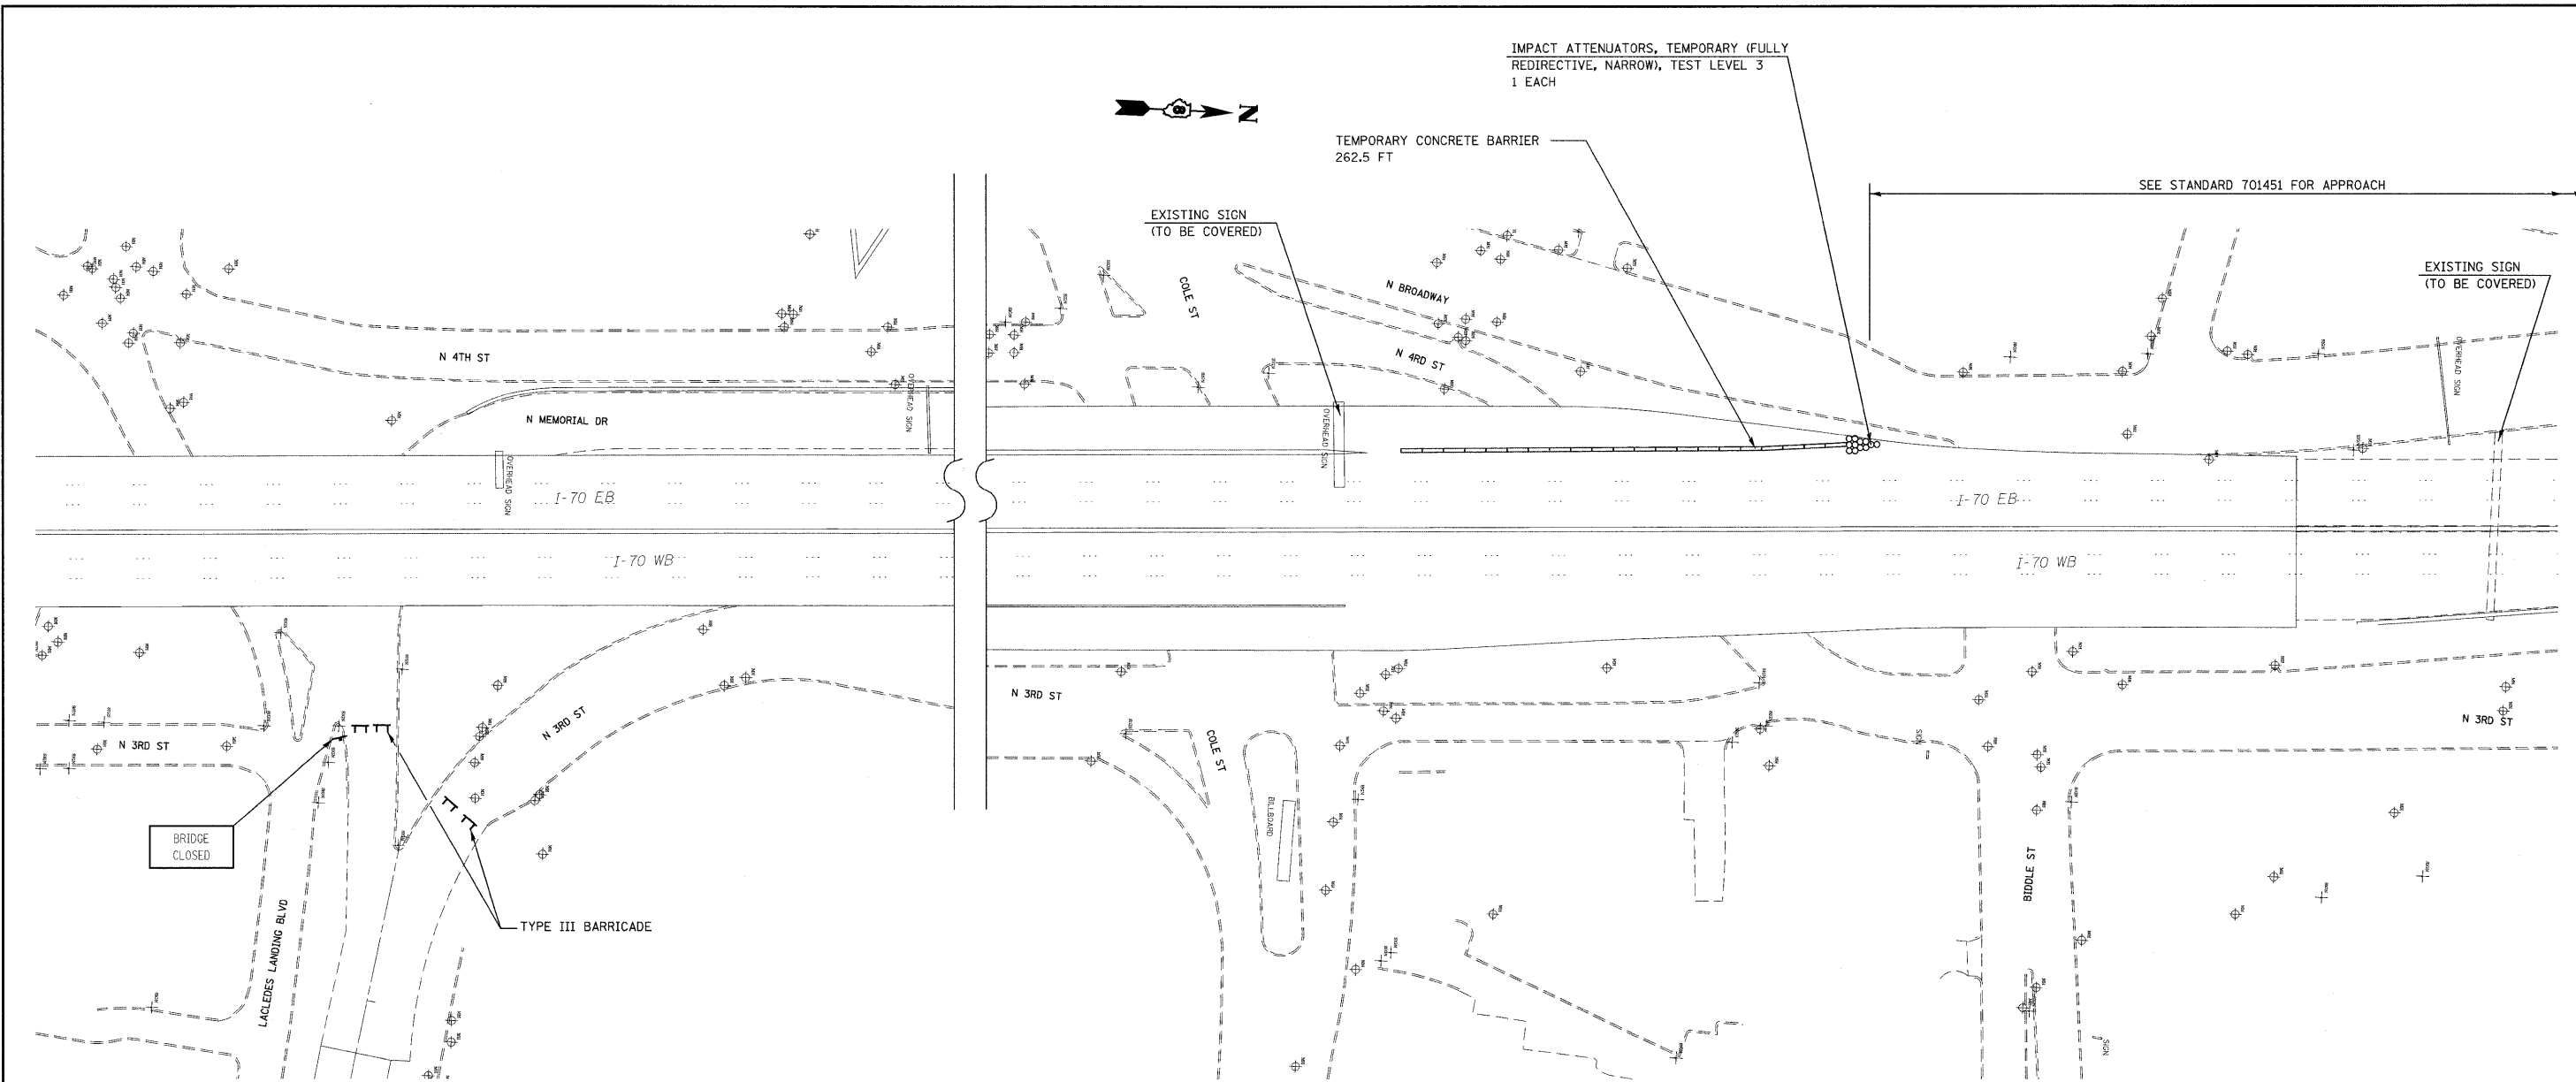 IMPACT ATTENUATORS, TEMPORARY (FULLY
REDIRECTIVE, NARROW), TEST LEVEL 3
1 EACH
N
TEMPORARY CONCRETE BARRIER
262.5 FT
SEE STANDARD 701451 FOR APPROACH
EXISTING SIGN
(TO BE COVERED)
EXISTING SIGN
(TO BE COVERED)
COLE ST
N BROADWAY
N 4TH ST
N 4RD ST
OVERHEAD SIGN
N MEMORIAL DR
OVERHEAD SIGN
OVERHEAD SIGN
OVERHEAD SIGN
I-70 EB
I-70 EB
I-70 WB
I-70 WB
N 3RD ST
N 3RD ST
N 3RD ST
N 3RD ST
COLE ST
SIGN
BRIDGE
CLOSED
BILLBOARD
BIDDLE ST
LACLEDES LANDING BLVD
TYPE III BARRICADE
SIGN